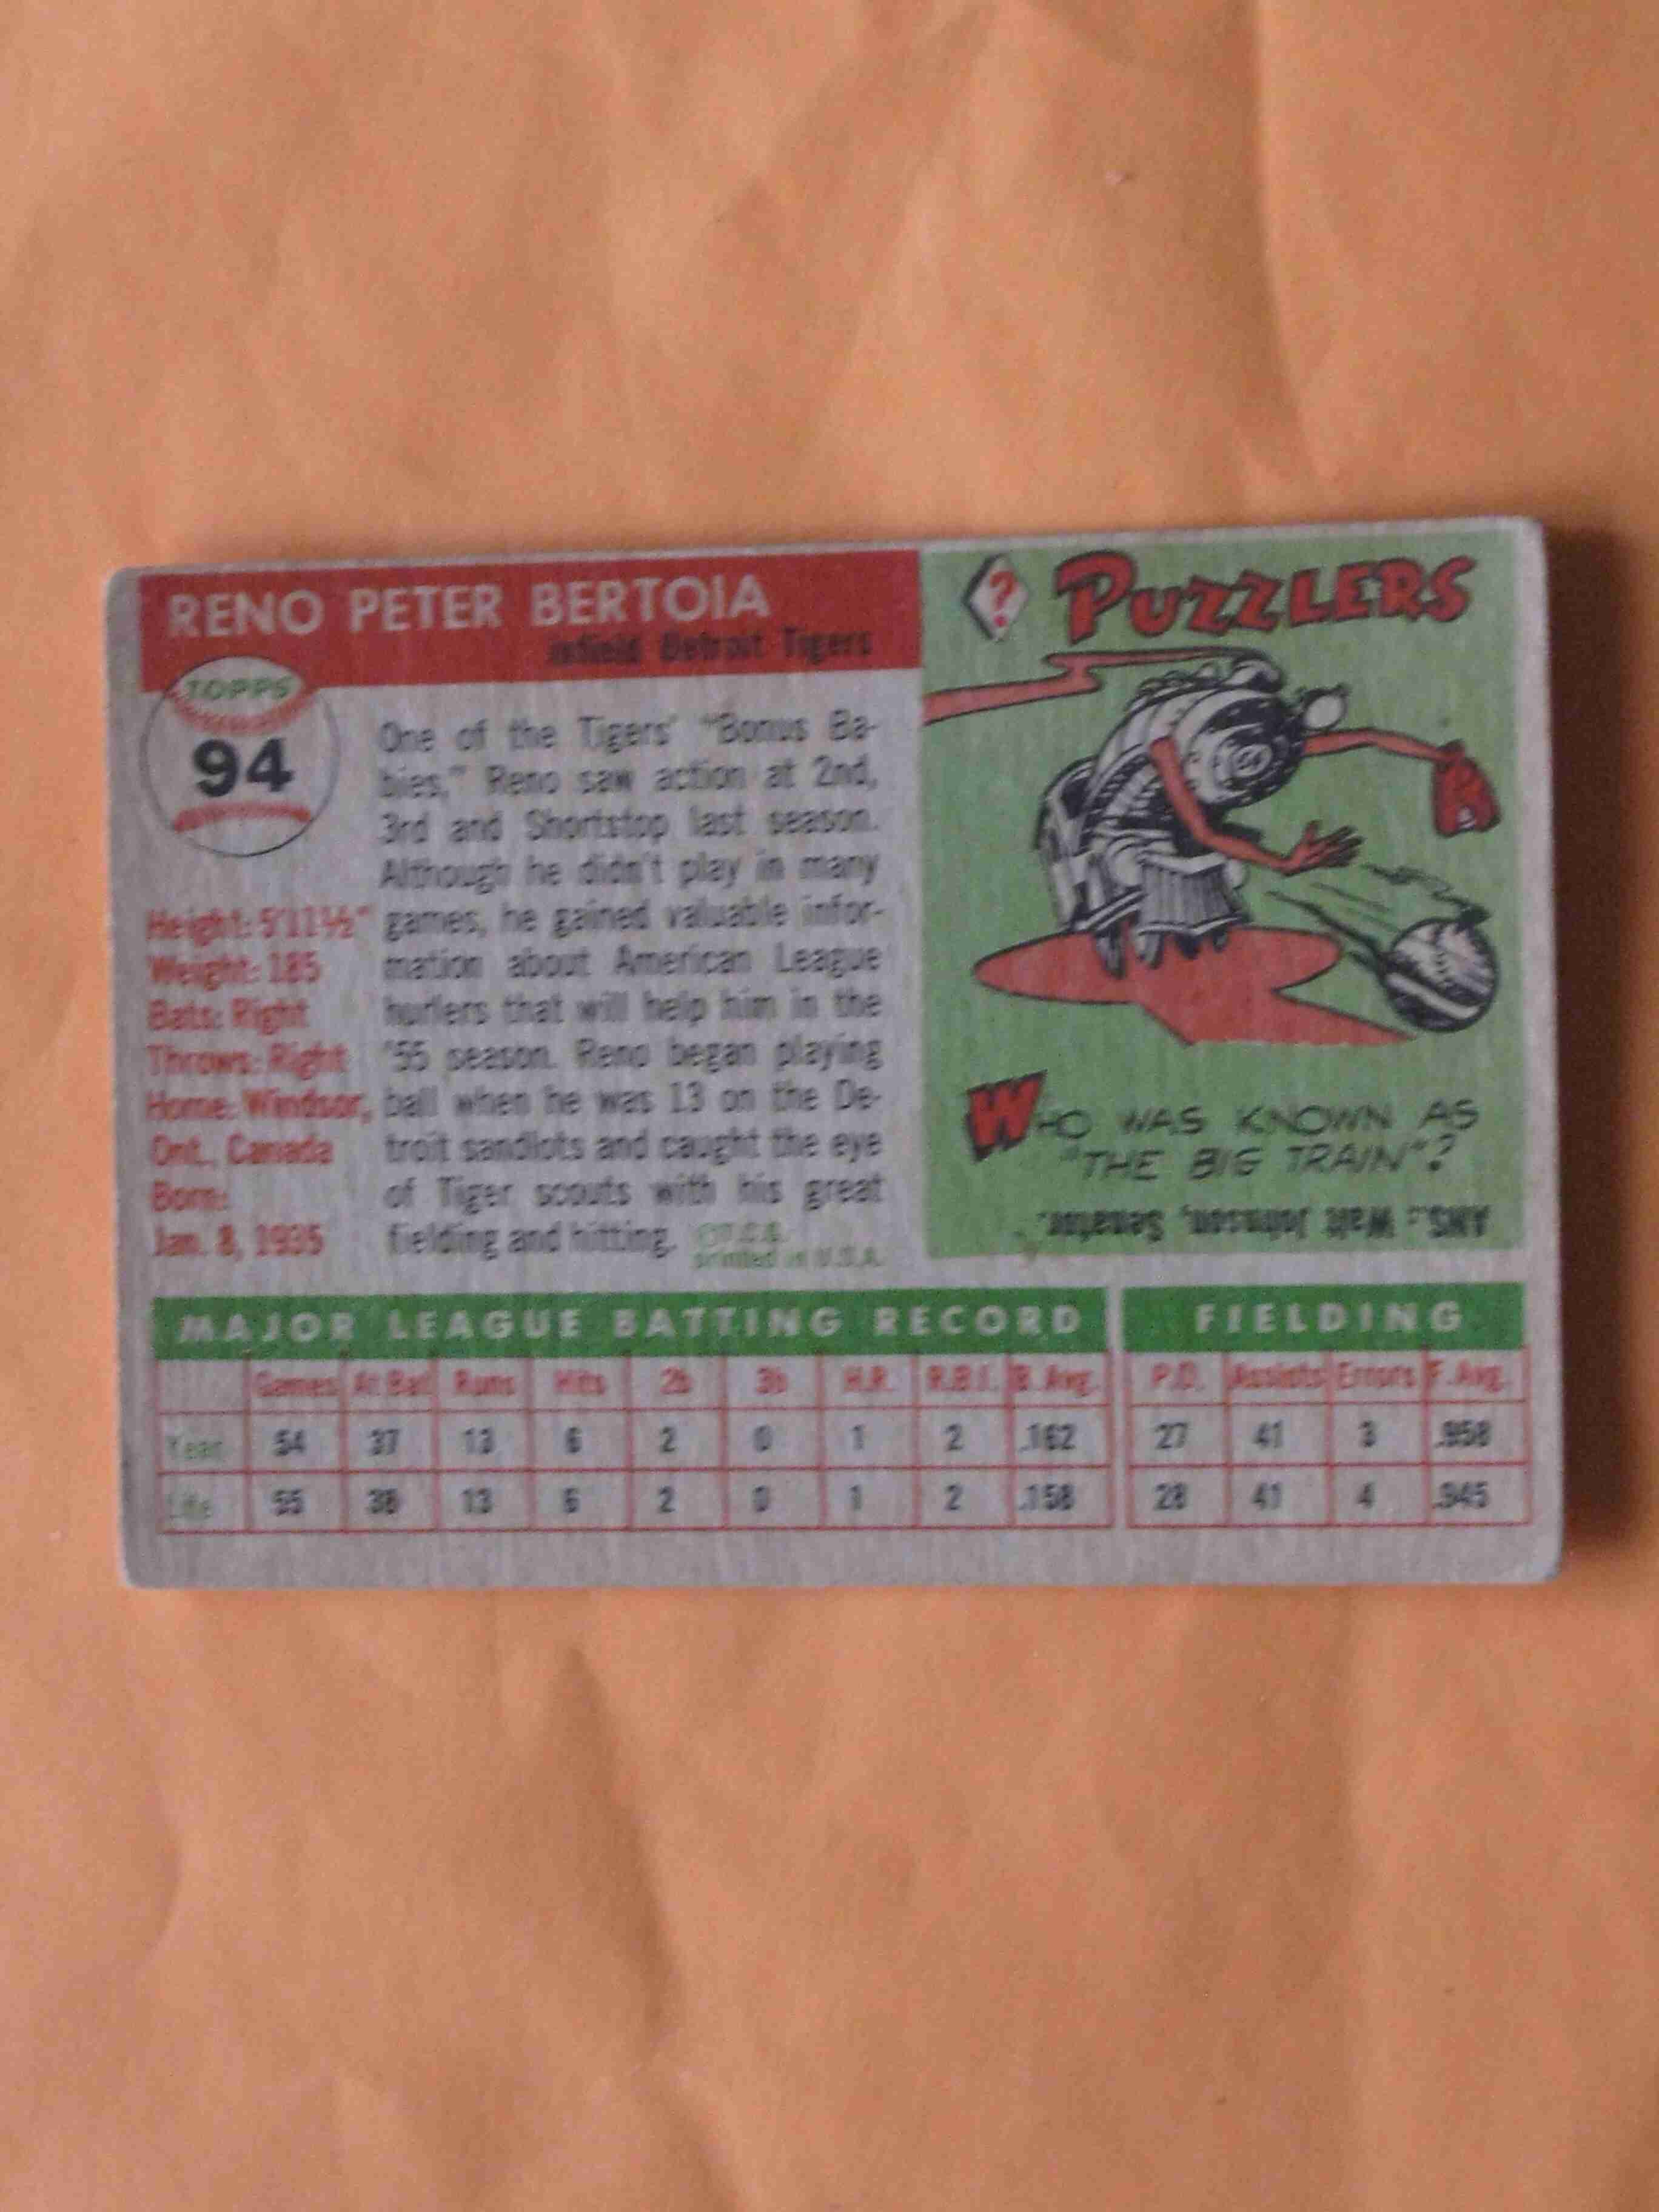 RENO PETER BERTOIA
infield Detroit Tigers
TOPPS
94
One of the Tigers' "Bonus Ba-
bies," Reno saw action at 2nd,
3rd and Shortstop last season.
Although he didn't play in many
games, he gained valuable infor-
mation about American League
hurlers that will help him in the
'55 season. Reno began playing
ball when he was 13 on the De-
troit sandlots and caught the eye
of Tiger scouts with his great
fielding and hitting.
©T.C.G.
printed in U.S.A.
Height: 5'11½"
Weight: 185
Bats: Right
Throws: Right
Home: Windsor,
Ont., Canada
Born:
Jan. 8, 1935
?
PUZZLERS
WHO WAS KNOWN AS
"THE BIG TRAIN"?
ANS.: Walt Johnson, Senator.
MAJOR LEAGUE BATTING RECORD FIELDING
Games At Bat Runs Hits 2b 3b H.R. R.B.I. B. Avg. P.O. Assists Errors F. Avg.
Year 54 37 13 6 2 0 1 2 .162 27 41 3 .958
Life 55 38 13 6 2 0 1 2 .158 28 41 4 .945